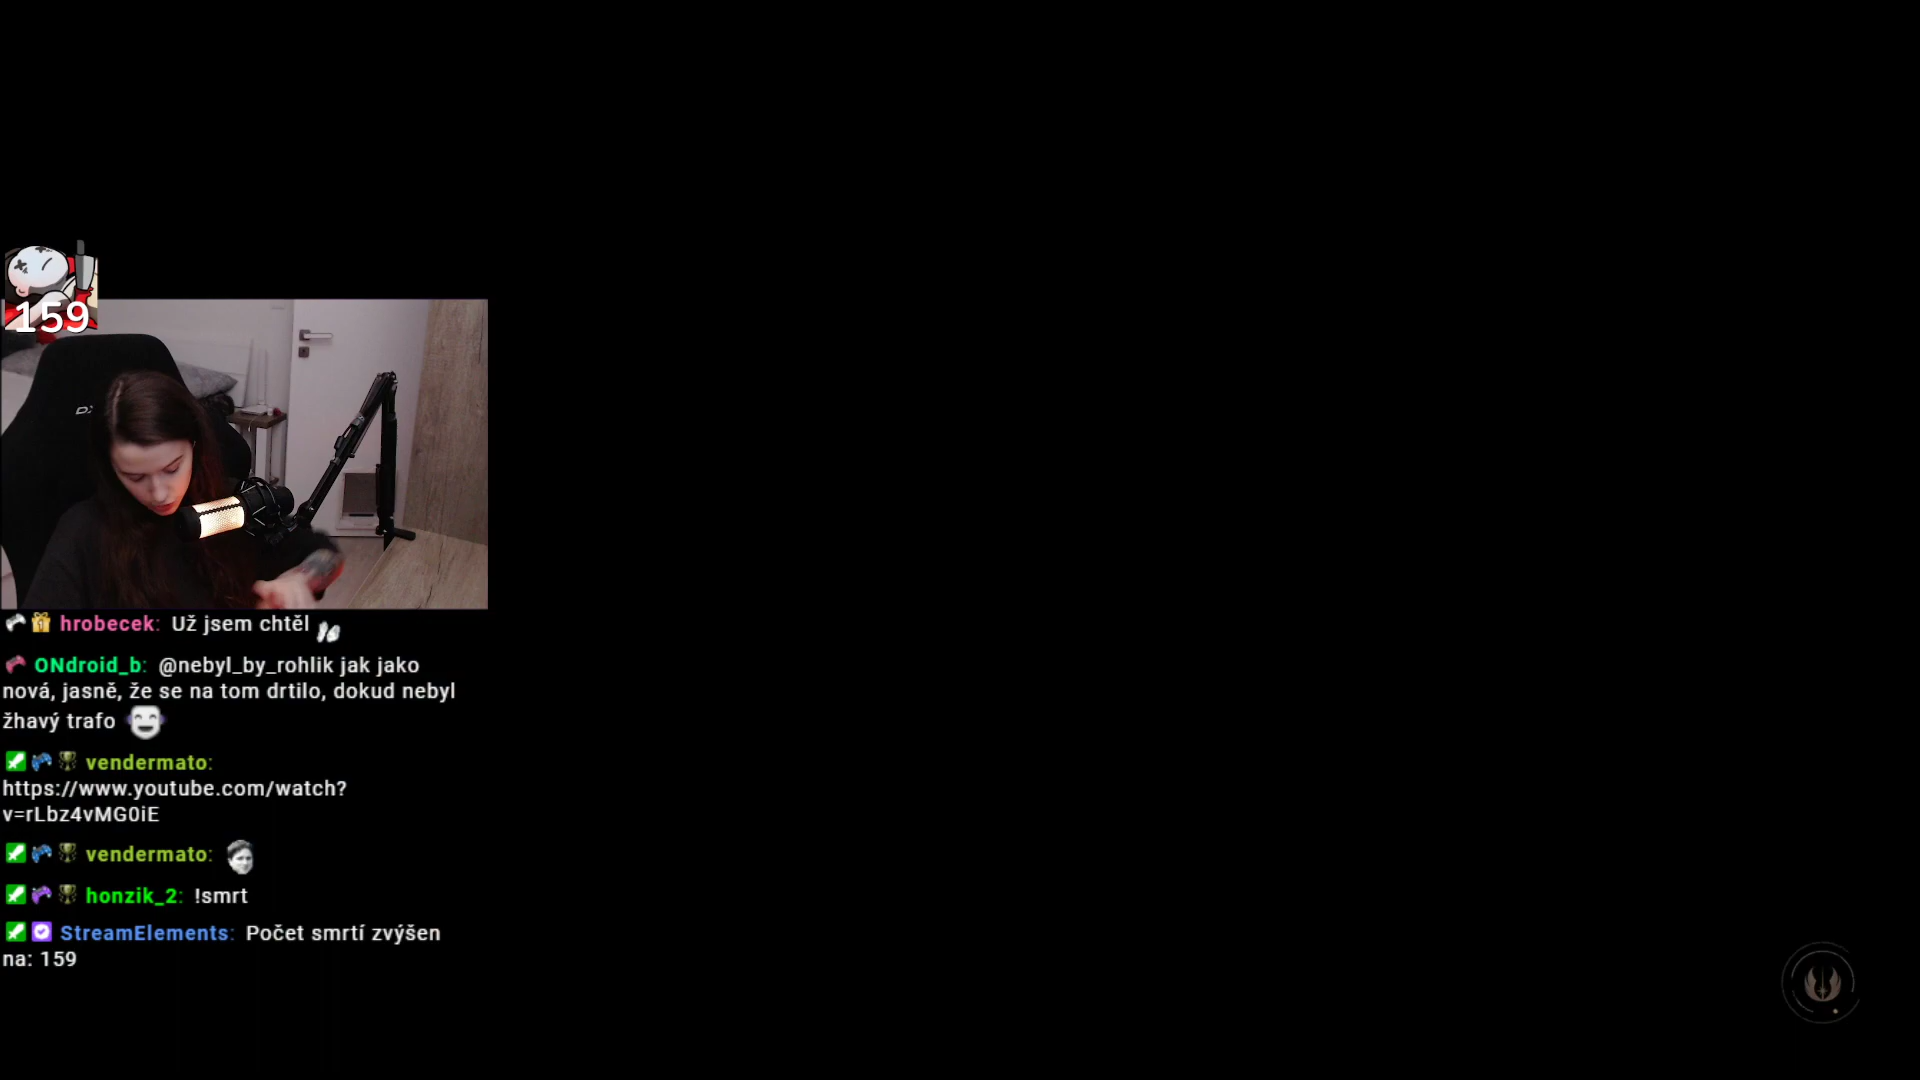 159
DX
hrobecek: Už jsem chtěl
ONdroid_b: @nebyl_by_rohlik jak jako
nová, jasně, že se na tom drtilo, dokud nebyl
žhavý trafo
vendermato:
https://www.youtube.com/watch?
v=rLbz4vMG0iE
vendermato:
honzik_2: !smrt
StreamElements: Počet smrtí zvýšen
na: 159